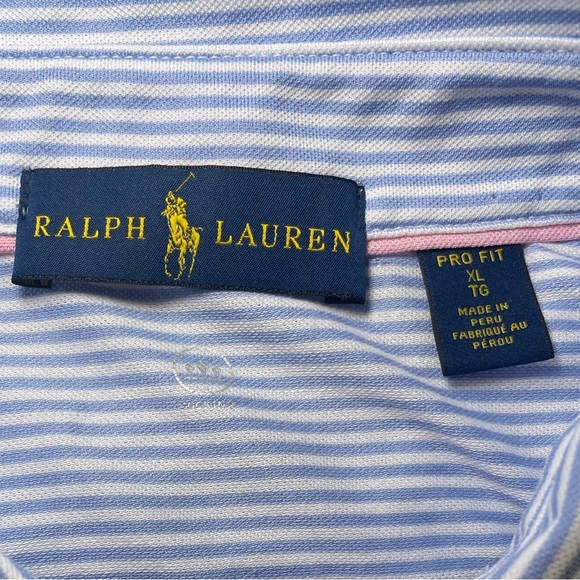 RALPH LAUREN
PRO FIT
XL
TG
MADE IN
PERU
FABRIQUÉ AU
PÉROU